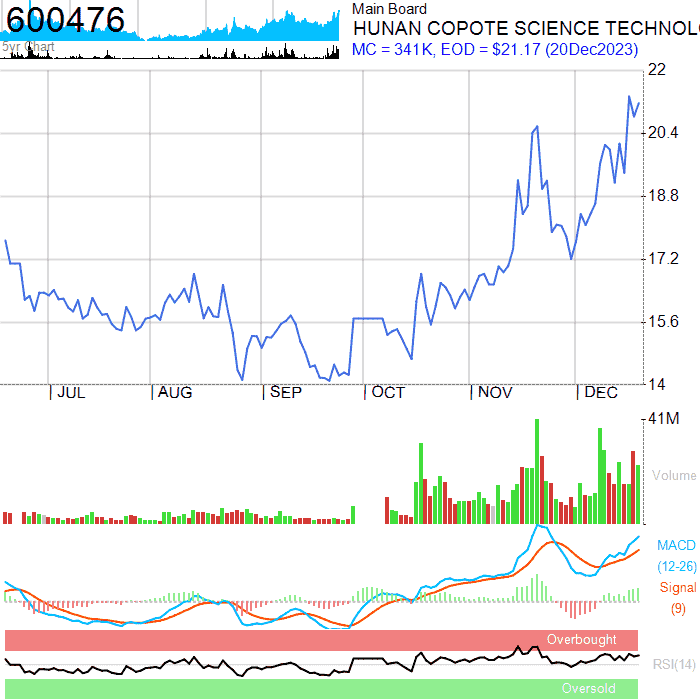 600476
5yr Chart
Main Board
HUNAN COPOTE SCIENCE TECHNOLO
MC = 341K, EOD = $21.17 (20Dec2023)
22
20.4
18.8
17.2
15.6
14
JUL AUG SEP OCT NOV DEC
41M
Volume
MACD
(12-26)
Signal
(9)
Overbought
RSI(14)
Oversold